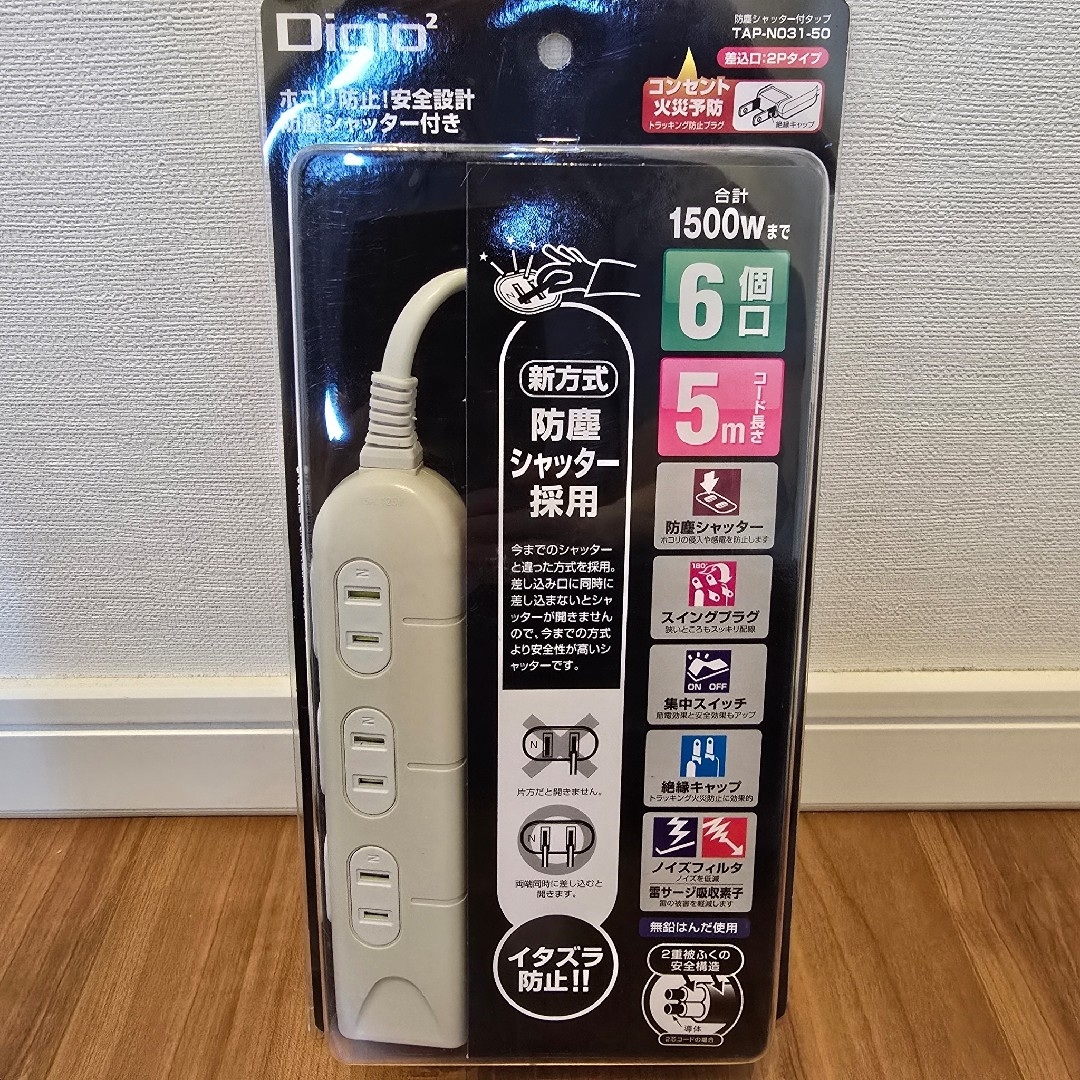 Digio²
ホコリ防止!安全設計
防塵シャッター付き
防塵シャッター付タップ
TAP-N031-50
差込口:2Pタイプ
コンセント
火災予防
トラッキング防止プラグ
絶縁キャップ
合計
1500wまで
6個口
5m
コード長さ
新方式
防塵
シャッター
採用
今までのシャッター
と違った方式を採用。
差し込み口に同時に
差し込まないとシャ
ッターが開きません
ので、今までの方式
より安全性が高いシ
ャッターです。
N
片方だと開きません。
N
両端同時に差し込むと
開きます。
イタズラ
防止!!
防塵シャッター
ホコリの侵入や感電を防止します
180°
スイングプラグ
狭いところもスッキリ配線
ON OFF
集中スイッチ
節電効果と安全効果もアップ
絶縁キャップ
トラッキング火災防止に効果的
ノイズフィルタ
ノイズを低減
雷サージ吸収素子
雷の被害を軽減します
無鉛はんだ使用
2重被ふくの
安全構造
導体
2芯コードの場合
N
N
N